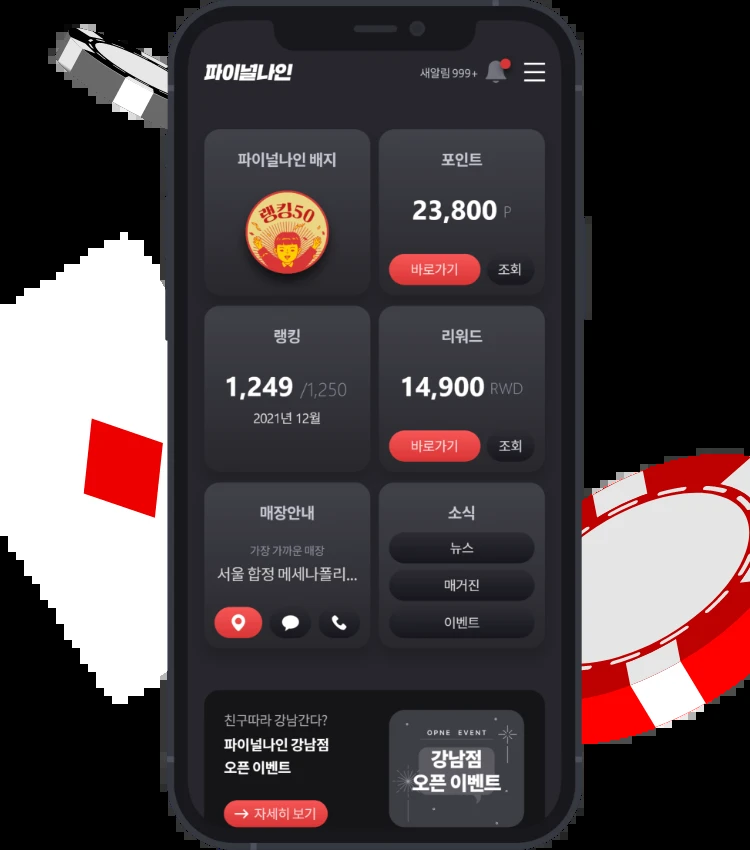 파이널나인
새알림 999+
파이널나인 배지
랭킹50
포인트
23,800 P
바로가기
조회
랭킹
1,249 /1,250
2021년 12월
리워드
14,900 RWD
바로가기
조회
매장안내
가장 가까운 매장
서울 합정 메세나폴리...
소식
뉴스
매거진
이벤트
친구따라 강남간다?
파이널나인 강남점
오픈 이벤트
→ 자세히 보기
OPNE EVENT
강남점
오픈 이벤트